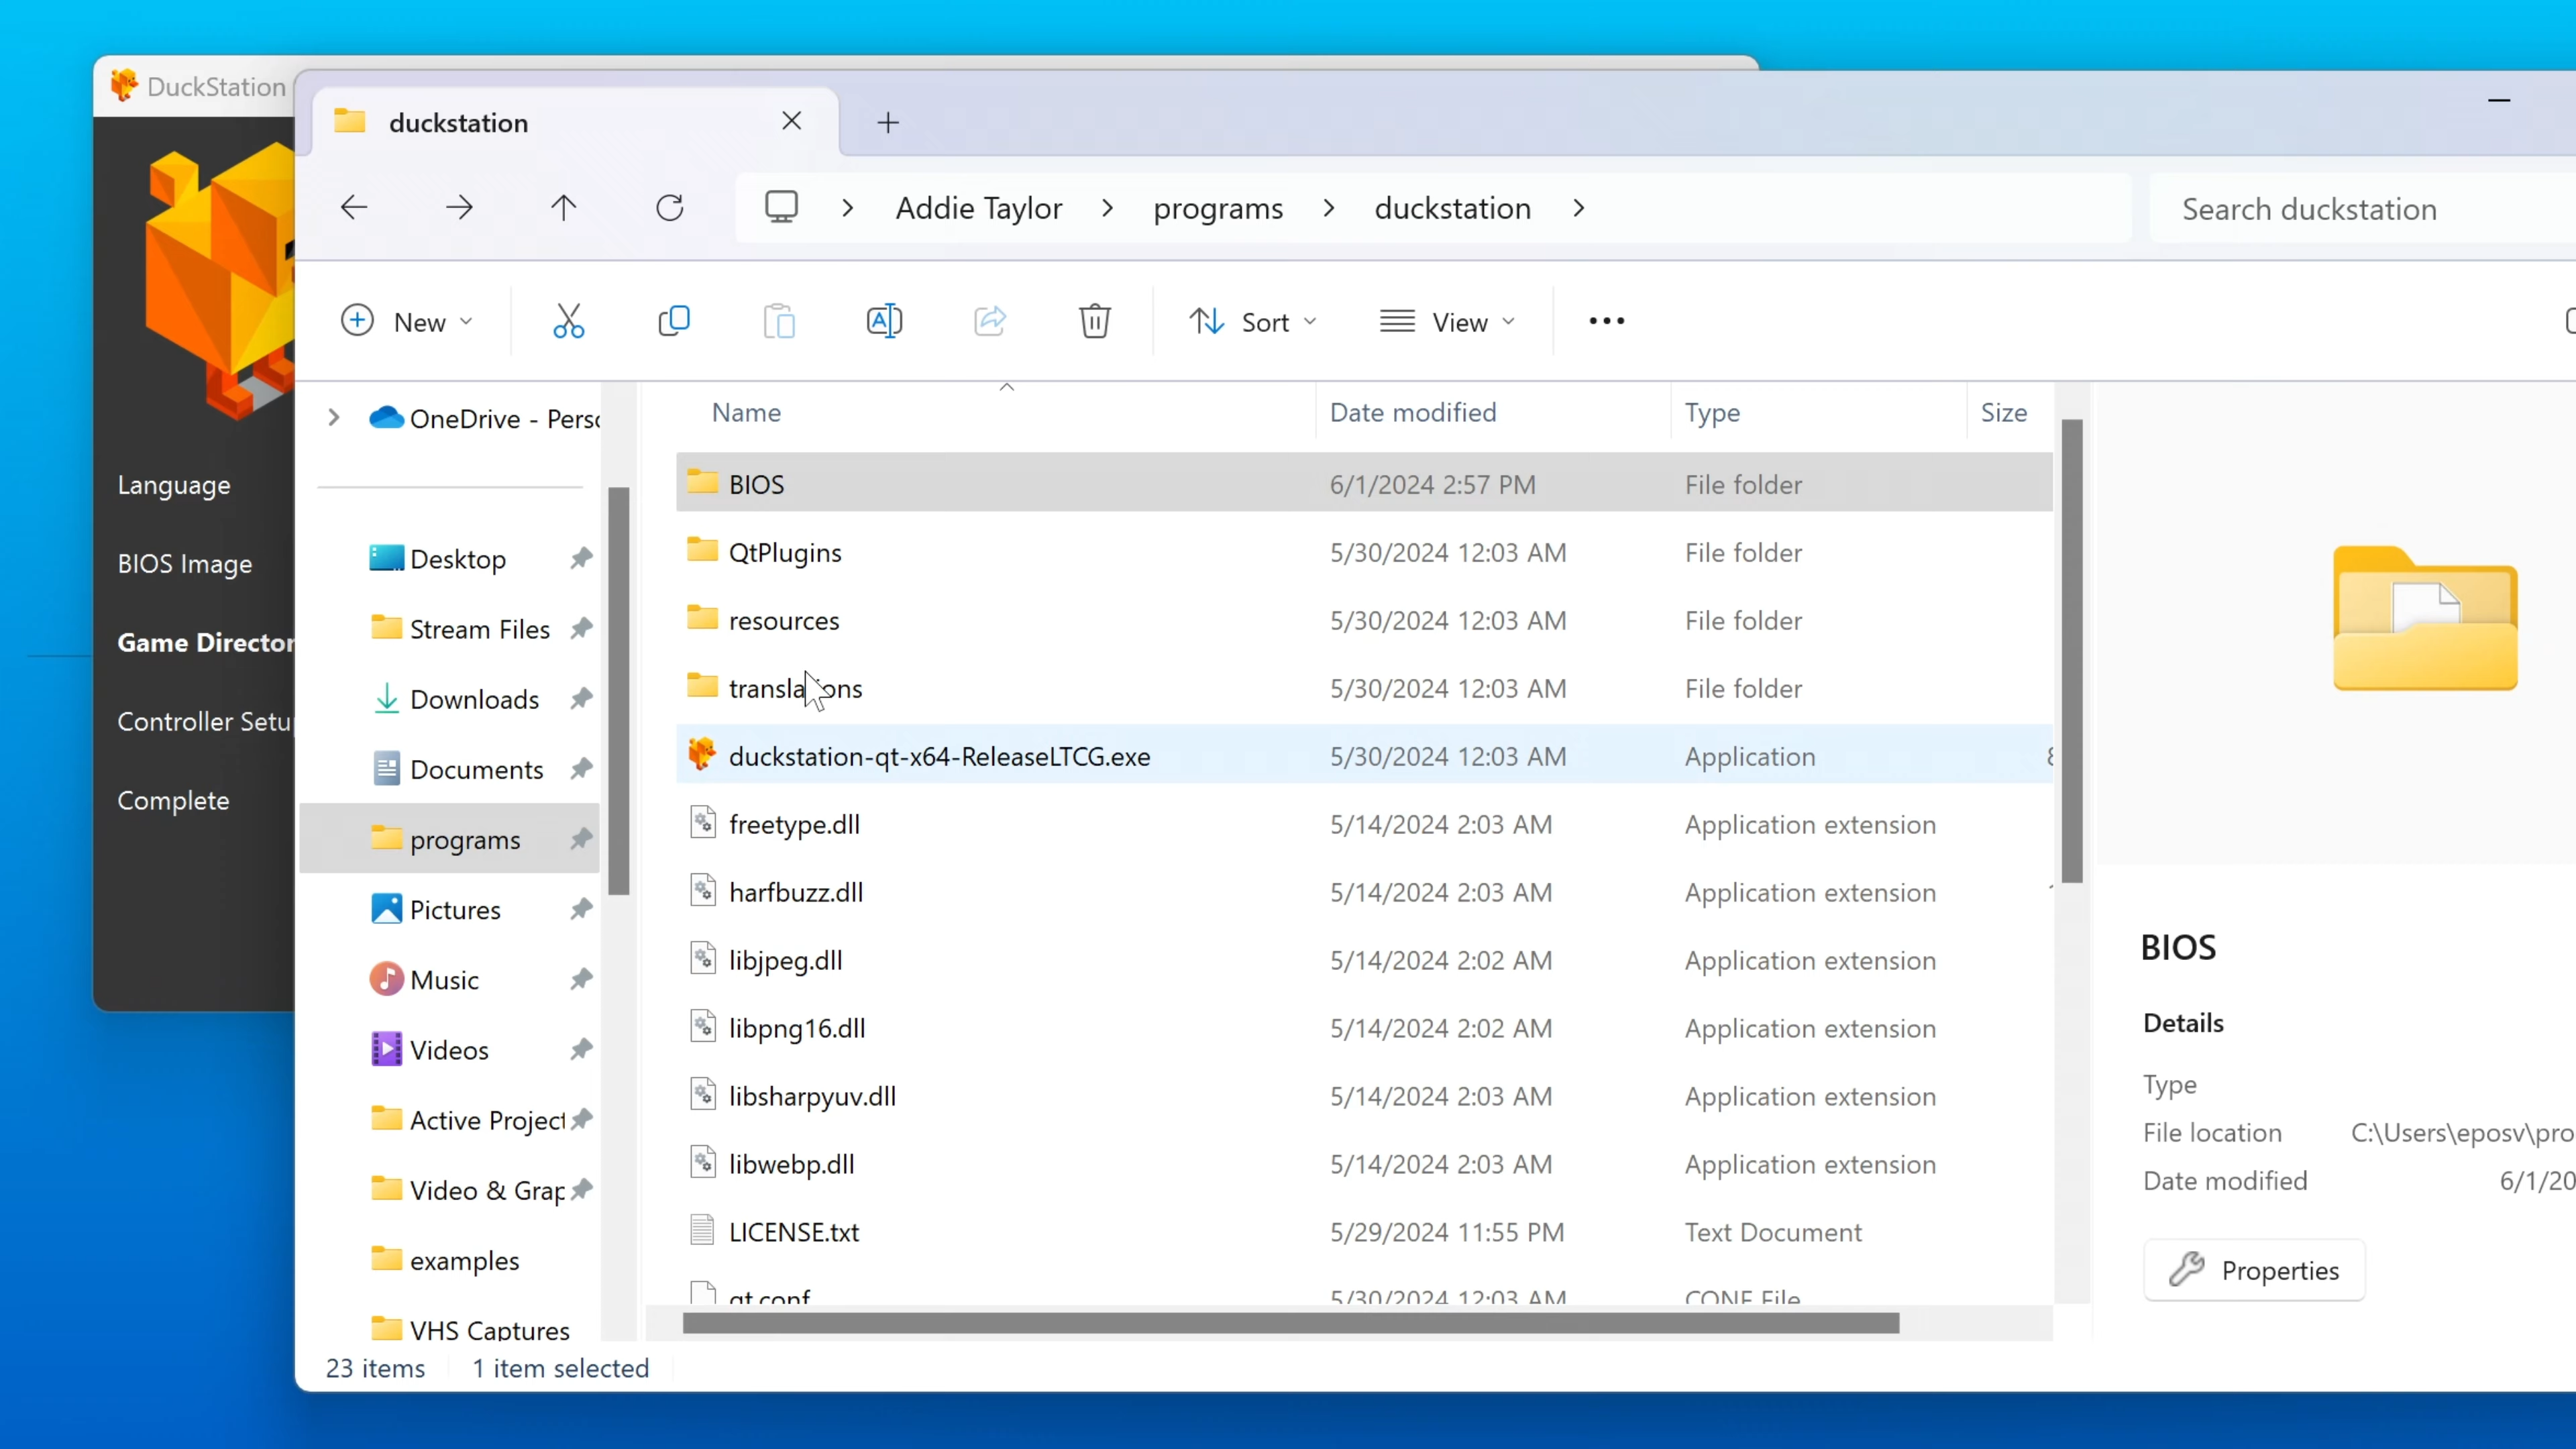 DuckStation
duckstation
Addie Taylor
programs
duckstation
Search duckstation
New
Sort
View
Language
BIOS Image
Game Director
Controller Setu
Complete
OneDrive - Perso
Desktop
Stream Files
Downloads
Documents
programs
Pictures
Music
Videos
Active Project
Video & Grap
examples
VHS Captures
Name Date modified Type Size
BIOS 6/1/2024 2:57 PM File folder
QtPlugins 5/30/2024 12:03 AM File folder
resources 5/30/2024 12:03 AM File folder
translations 5/30/2024 12:03 AM File folder
duckstation-qt-x64-ReleaseLTCG.exe 5/30/2024 12:03 AM Application
freetype.dll 5/14/2024 2:03 AM Application extension
harfbuzz.dll 5/14/2024 2:03 AM Application extension
libjpeg.dll 5/14/2024 2:02 AM Application extension
libpng16.dll 5/14/2024 2:02 AM Application extension
libsharpyuv.dll 5/14/2024 2:03 AM Application extension
libwebp.dll 5/14/2024 2:03 AM Application extension
LICENSE.txt 5/29/2024 11:55 PM Text Document
qt.conf 5/30/2024 12:03 AM CONF File
BIOS
Details
Type
File location C:\Users\eposv\pro
Date modified 6/1/20
Properties
23 items 1 item selected